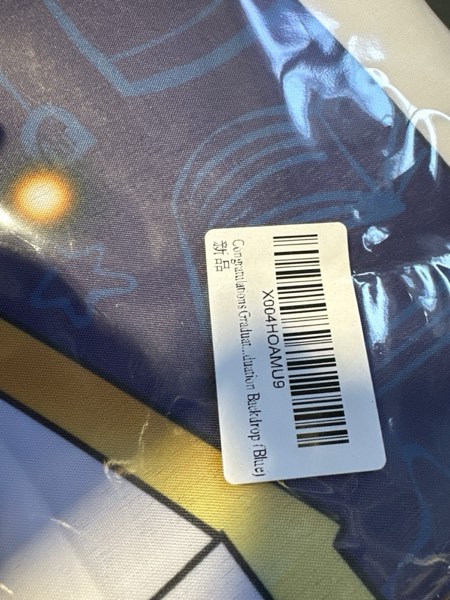 X004HOAMU9
Congratulations Graduat...duation Backdrop (Blue)
新品